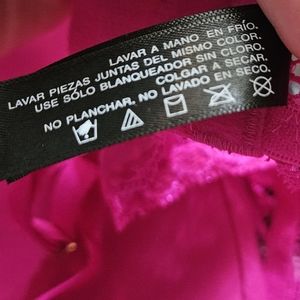 LAVAR A MANO EN FRÍO.
LAVAR PIEZAS JUNTAS DEL MISMO COLOR.
USE SÓLO BLANQUEADOR SIN CLORO.
COLGAR A SECAR.
NO PLANCHAR. NO LAVADO EN SECO.